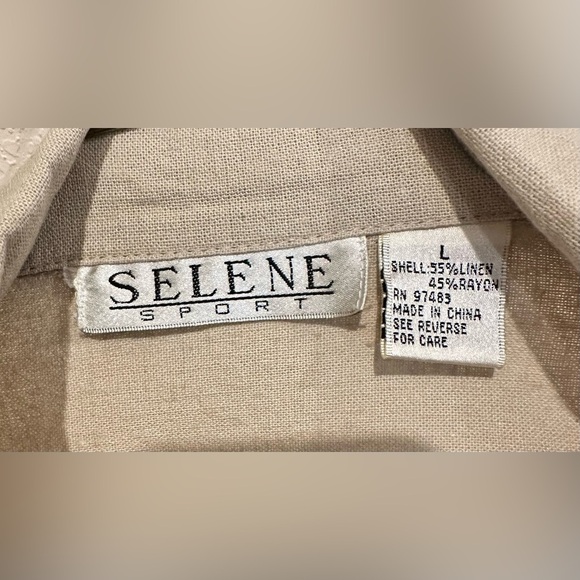 SELENE
SPORT
L
SHELL:55%LINEN
45%RAYON
RN 97483
MADE IN CHINA
SEE REVERSE
FOR CARE